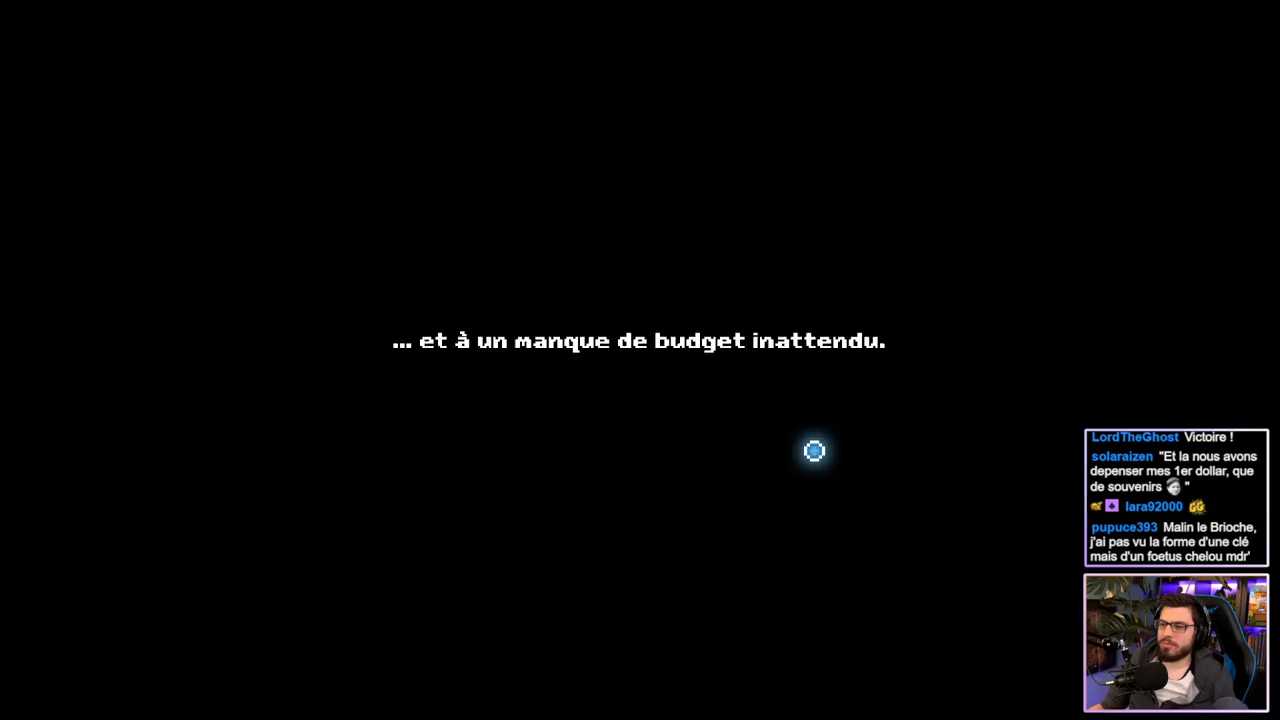 ... et à un manque de budget inattendu.
LordTheGhost Victoire !
solaraizen "Et la nous avons
depenser mes 1er dollar, que
de souvenirs "
lara92000 GG
pupuce393 Malin le Brioche,
j'ai pas vu la forme d'une clé
mais d'un foetus chelou mdr'